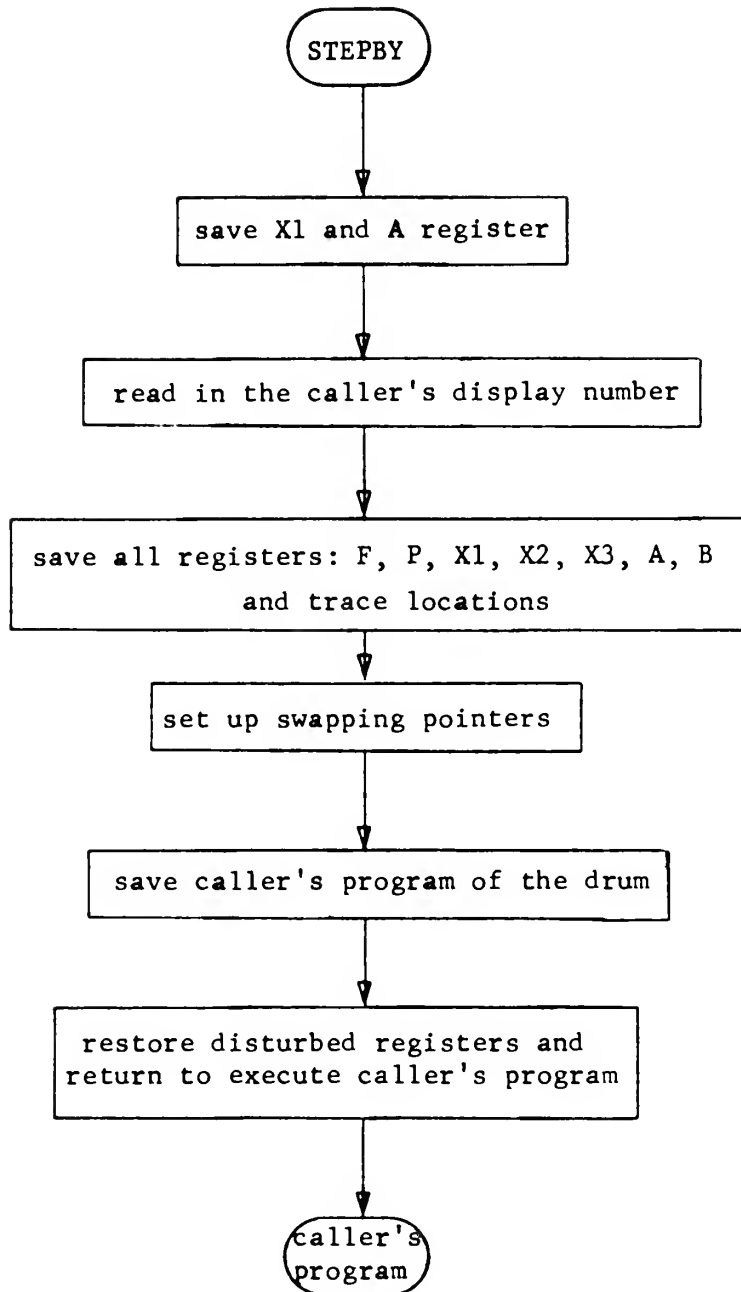 STEPBY
save X1 and A register
read in the caller's display number
save all registers: F, P, X1, X2, X3, A, B
and trace locations
set up swapping pointers
save caller's program of the drum
restore disturbed registers and
return to execute caller's program
caller's
program